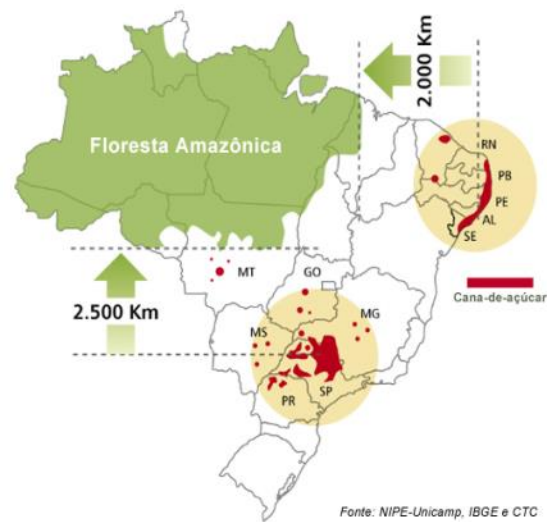 2.000 Km
Floresta Amazônica
RN
PB
PE
AL
SE
Cana-de-açúcar
MT
GO
2.500 Km
MS
MG
PR
SP
Fonte: NIPE-Unicamp, IBGE e CTC